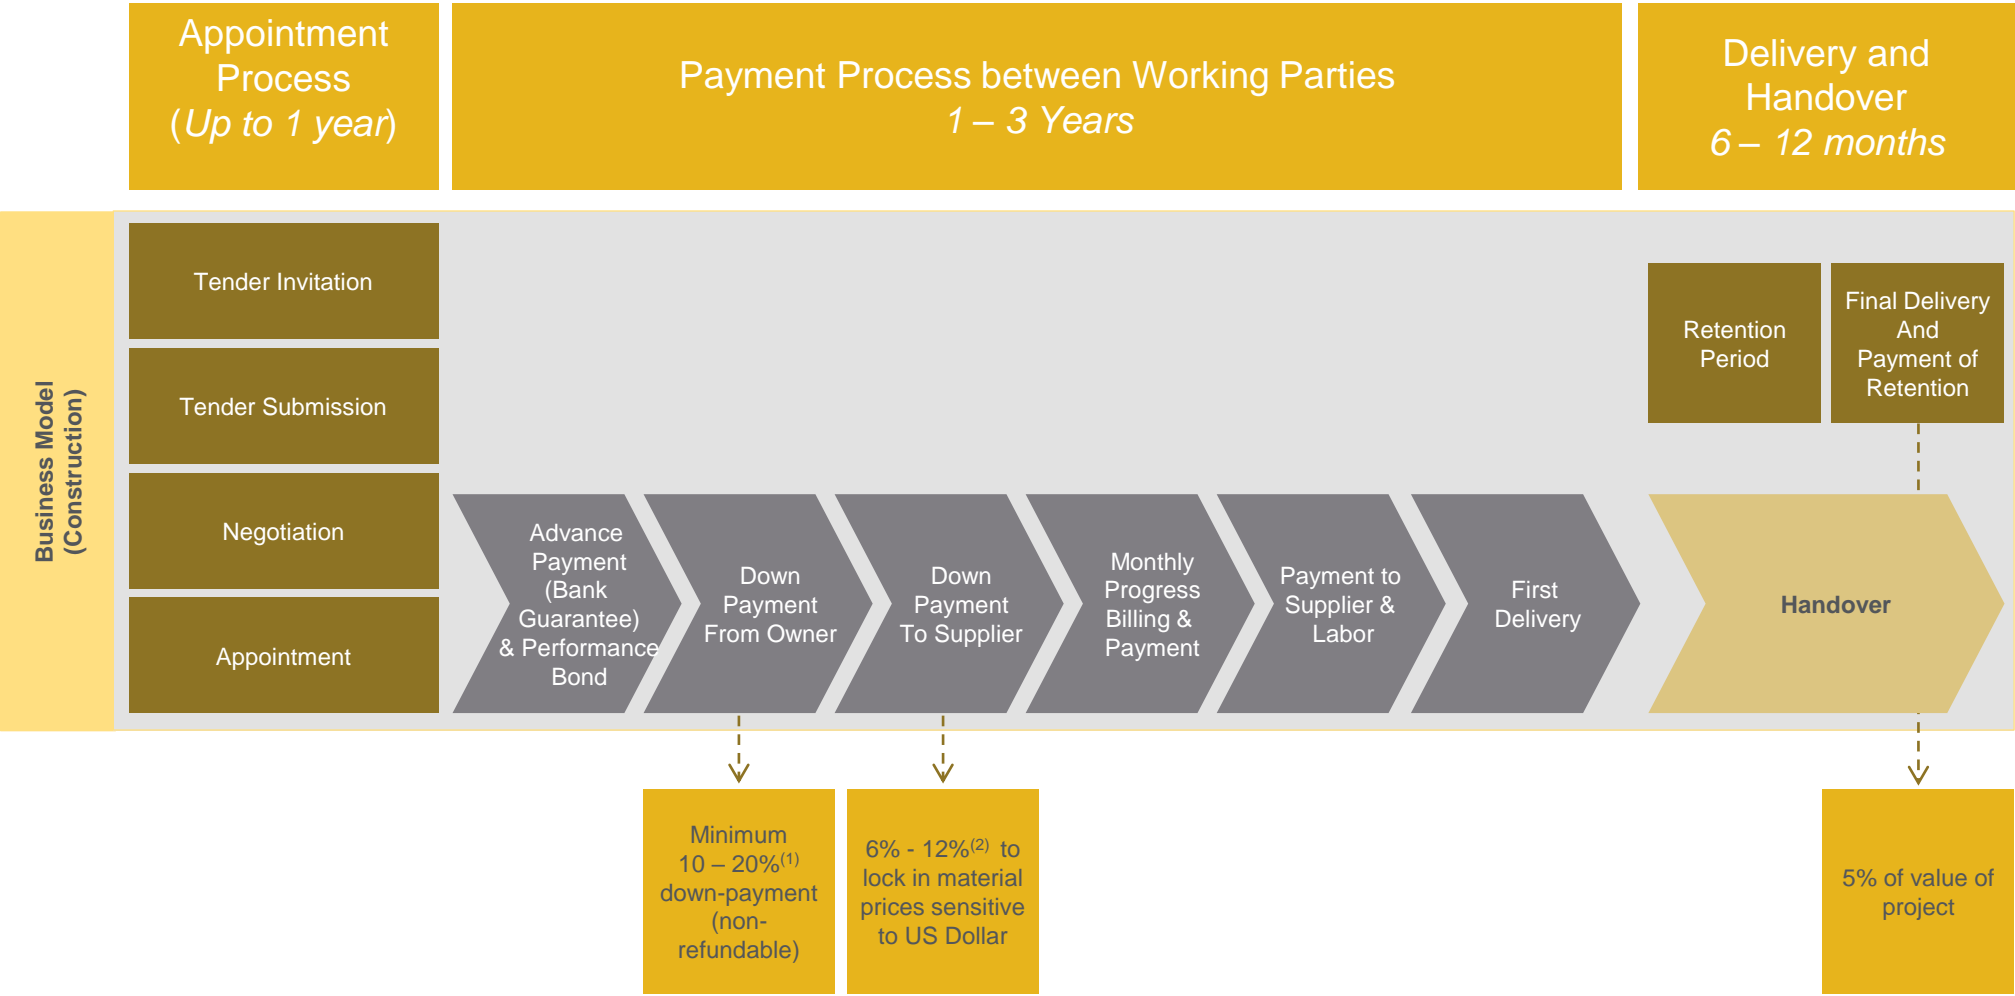 Appointment
Process
(Up to 1 year)
Payment Process between Working Parties
1 – 3 Years
Delivery and
Handover
6 – 12 months
Business Model
(Construction)
Tender Invitation
Tender Submission
Negotiation
Appointment
Retention
Period
Final Delivery
And
Payment of
Retention
Advance
Payment
(Bank
Guarantee)
& Performance
Bond
Down
Payment
From Owner
Down
Payment
To Supplier
Monthly
Progress
Billing &
Payment
Payment to
Supplier &
Labor
First
Delivery
Handover
Minimum
10 – 20%(1)
down-payment
(non-
refundable)
6% - 12%(2) to
lock in material
prices sensitive
to US Dollar
5% of value of
project